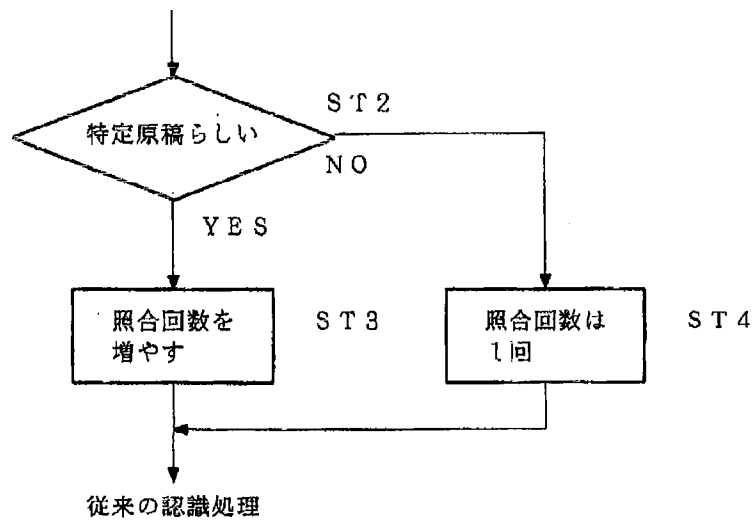 ST2
特定原稿らしい
NO
YES
照合回数を
増やす
ST3
照合回数は
1回
ST4
従来の認識処理